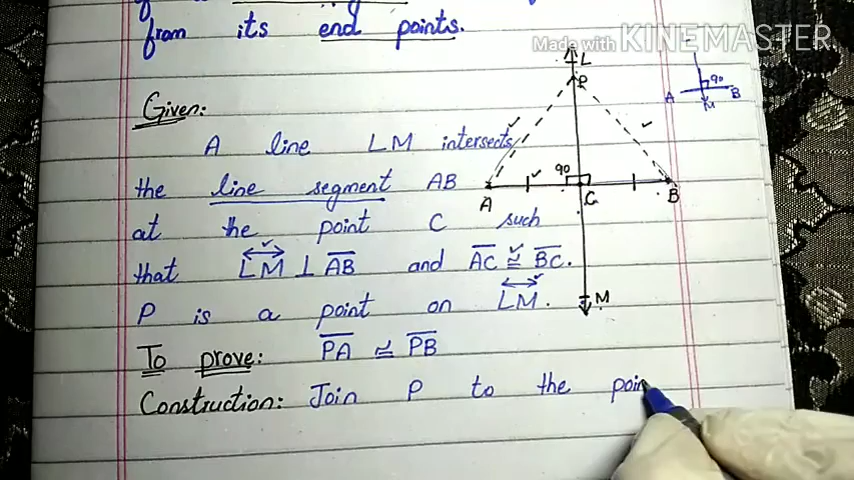 from its end points.
Made with KINEMASTER
Given:
A line LM intersects
the line segment AB
at the point C such
that LM ⊥ AB and AC ≅ BC.
P is a point on LM.
To prove: PA ≅ PB
Construction: Join P to the poin
L
P
90
A
C
B
M
90
A
M
B